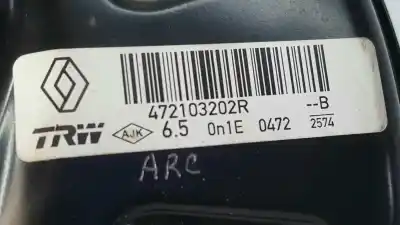 472103202R
TRW AJK 6.5 0n1E 0472 --B
2574
ARC